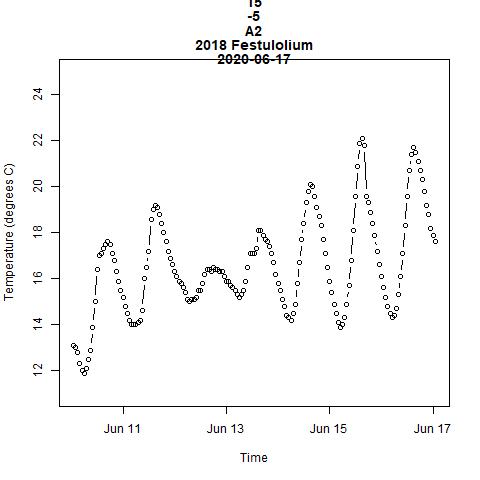 15
-5
A2
2018 Festulolium
2020-06-17
Temperature (degrees C)
24
22
20
18
16
14
12
Jun 11
Jun 13
Jun 15
Jun 17
Time